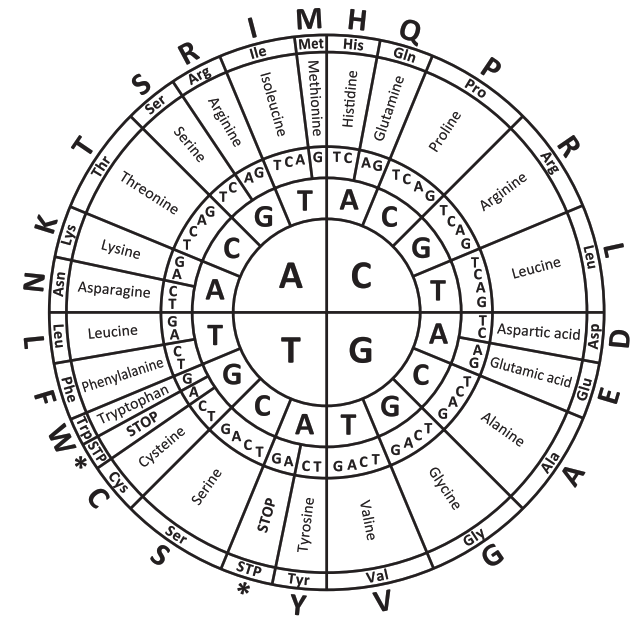 M H Q P R L D E A G V Y * S C * W F L N K T S R I
Met His Gln Pro Arg Leu Asp Glu Ala Gly Val Tyr STP Ser Cys STP Trp Phe Leu Asn Lys Thr Ser Arg Ile
Methionine
Histidine
Glutamine
Proline
Arginine
Leucine
Aspartic acid
Glutamic acid
Alanine
Glycine
Valine
Tyrosine
STOP
Serine
Cysteine
STOP
Tryptophan
Phenylalanine
Leucine
Asparagine
Lysine
Threonine
Serine
Arginine
Isoleucine
G
T C
A G
T C A G
T C A G
T C A G
T C
A G
T C A G
G A C T
G A C T
C T
G A
G A C T
C T
A
G
C T
G A
C T
G A
T C A G
T C
A G
T C A
A C G T
A C G T
A C G T
A C G T
A C
T G